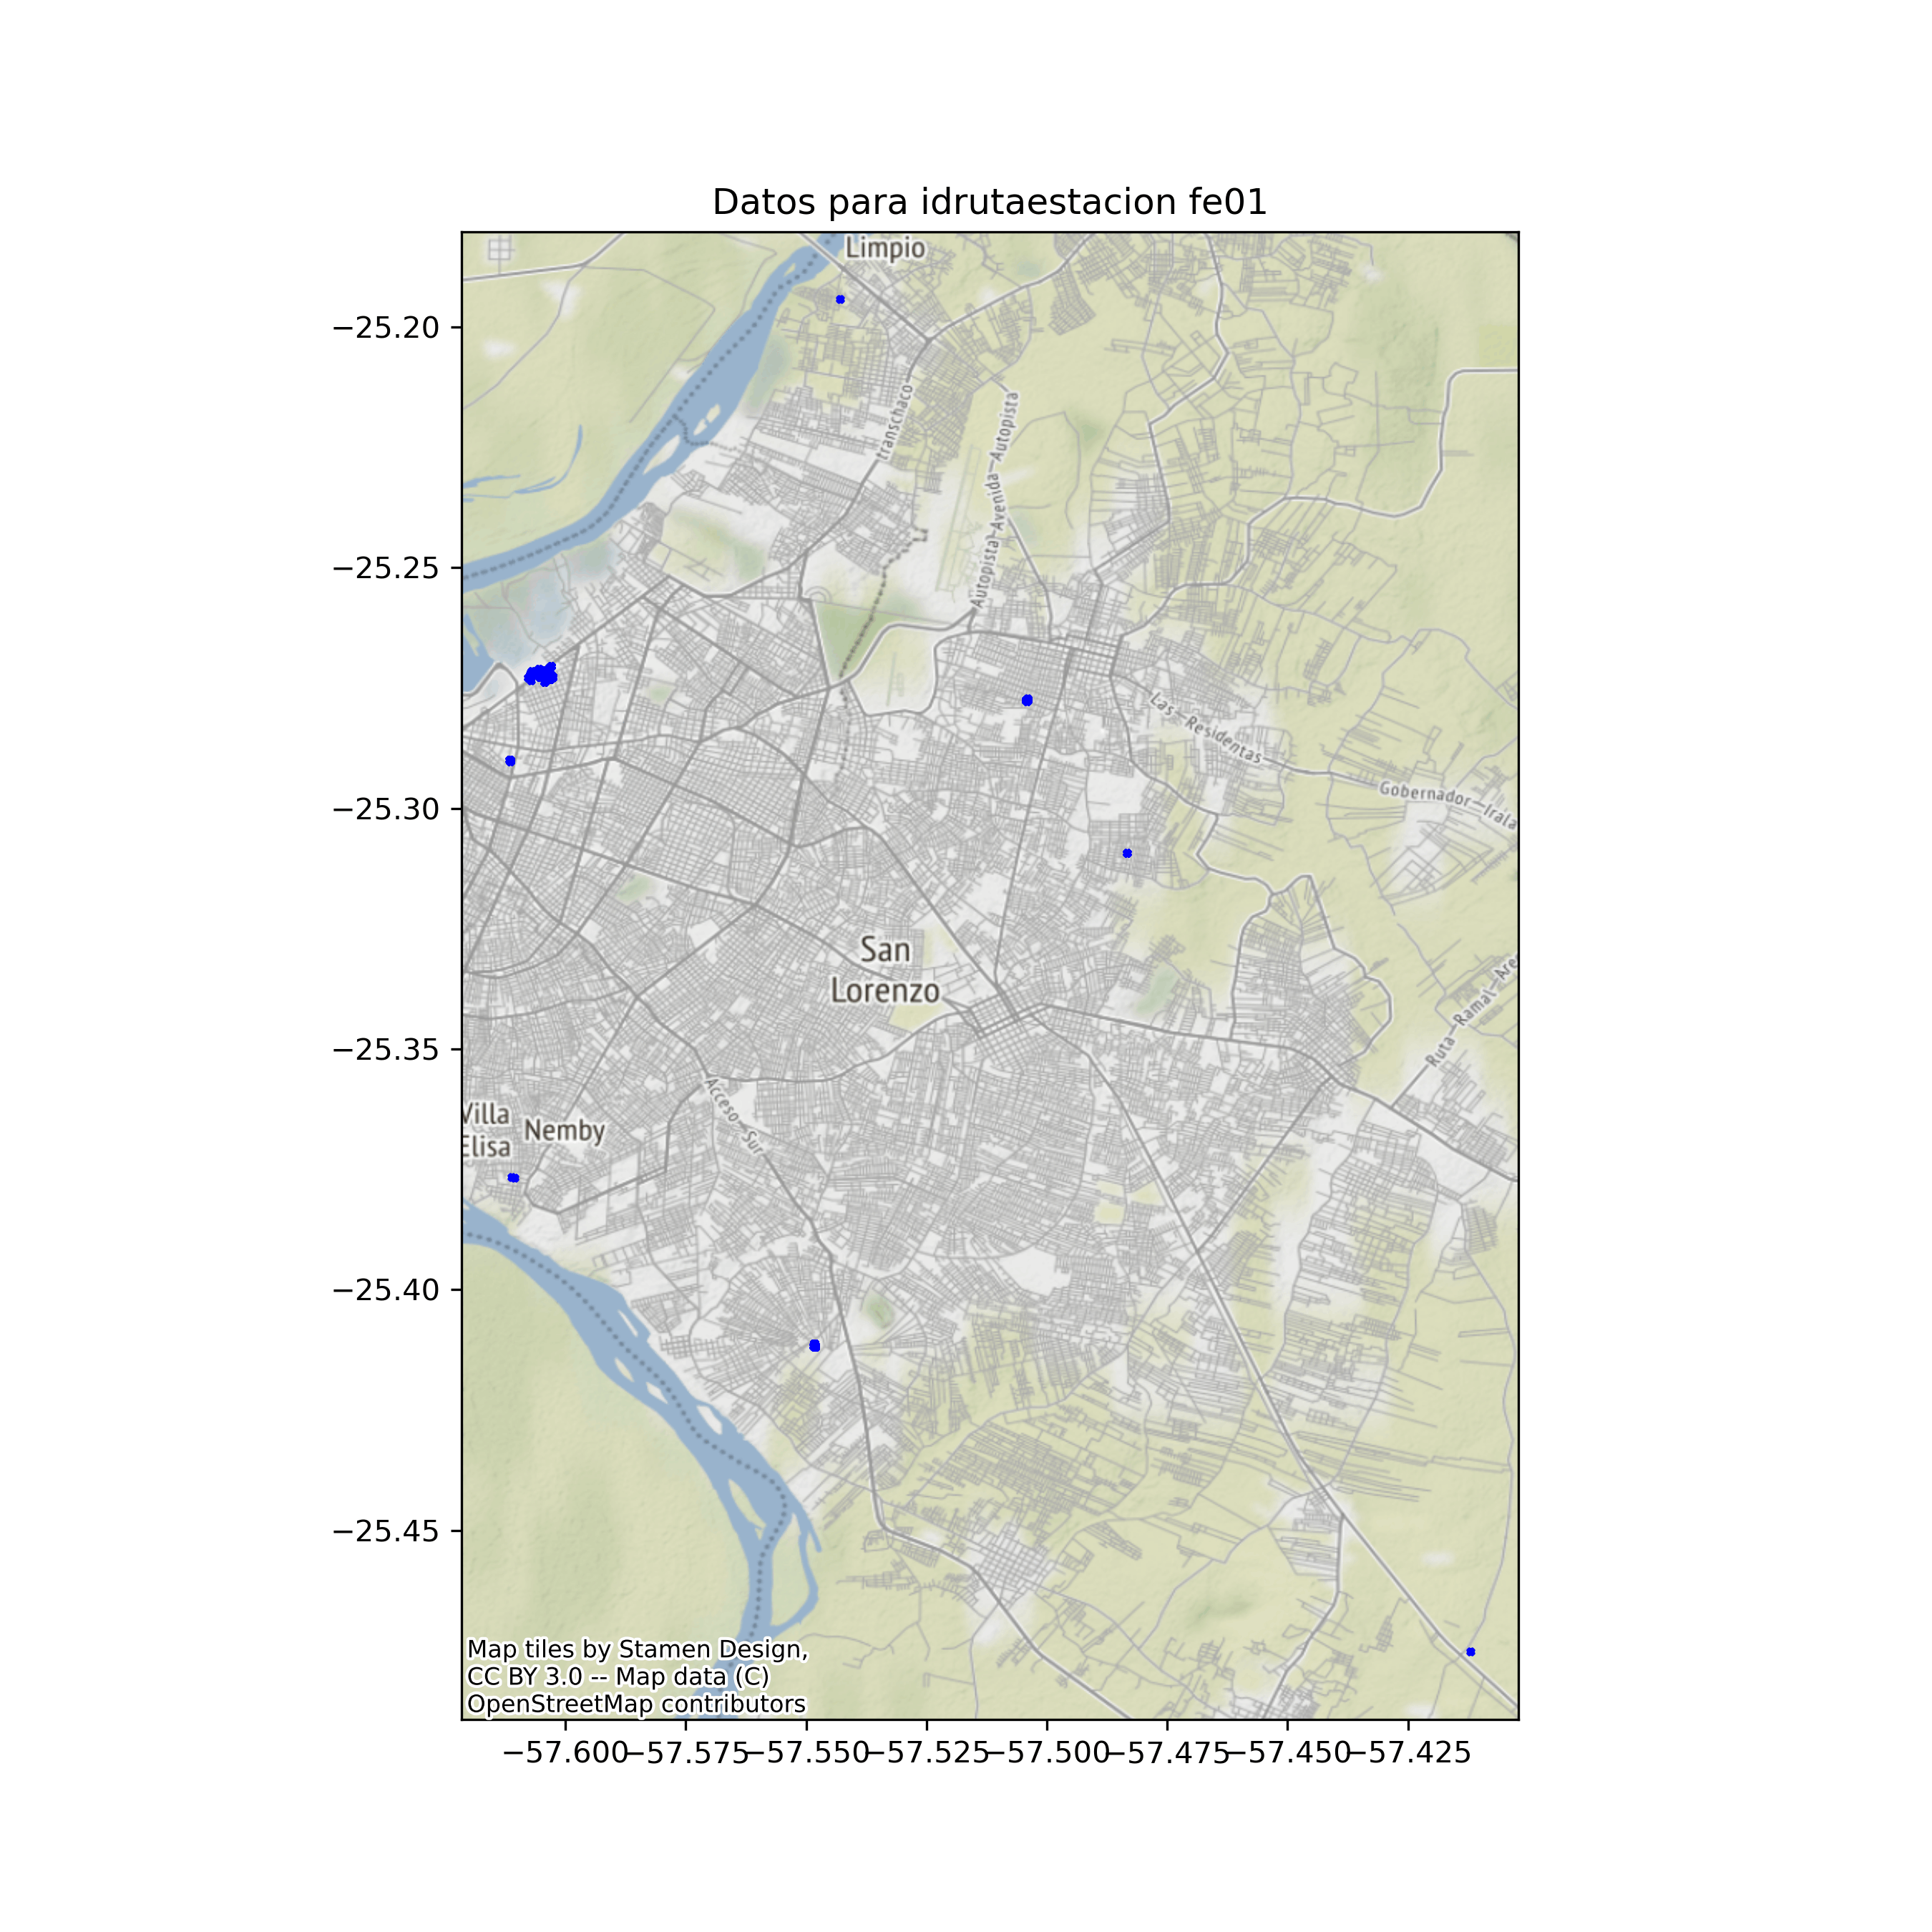 Datos para idrutaestacion fe01
Limpio
−25.20
transchaco
Autopista Avenida Autopista
−25.25
Las Residentas
Gobernador Irala
−25.30
San
Lorenzo
−25.35
Ruta Ramal
Acceso Sur
Villa
Elisa
Nemby
−25.40
−25.45
Map tiles by Stamen Design,
CC BY 3.0 -- Map data (C)
OpenStreetMap contributors
−57.600 −57.575 −57.550 −57.525 −57.500 −57.475 −57.450 −57.425